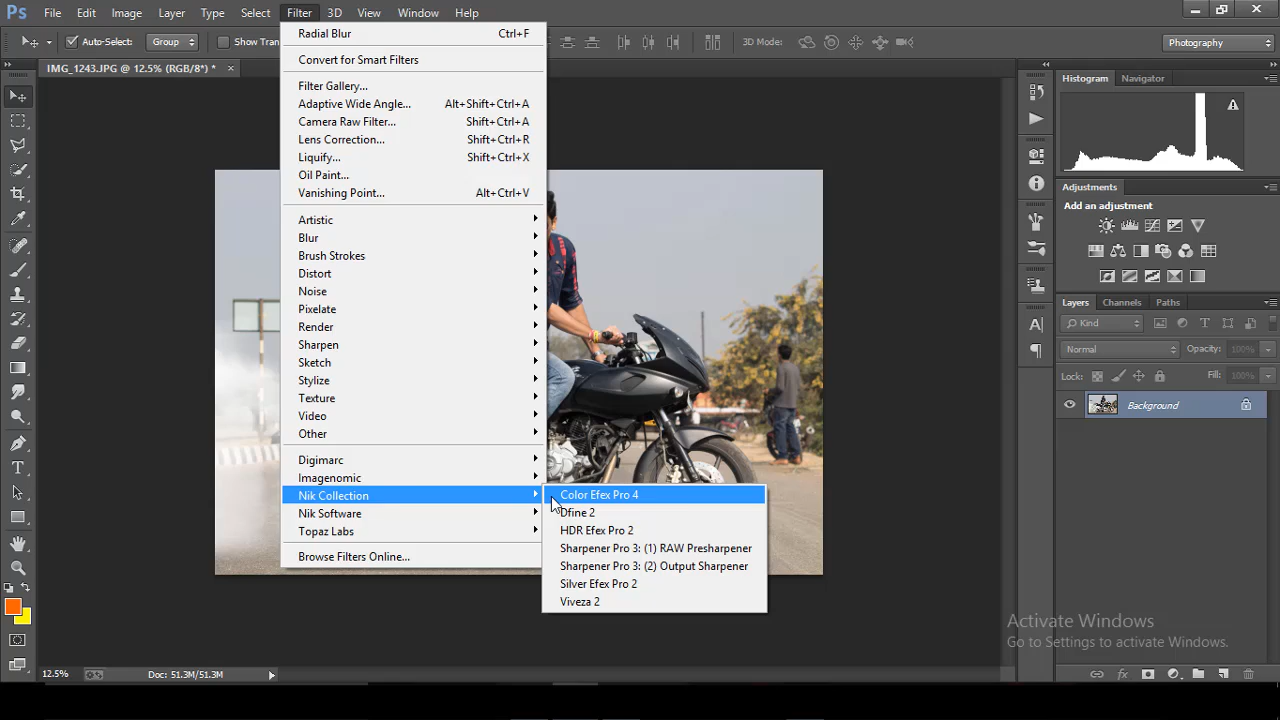 Ps File Edit Image Layer Type Select Filter 3D View Window Help
Auto-Select: Group Show Tran 3D Mode: Photography
IMG_1243.JPG @ 12.5% (RGB/8*) * ×
Radial Blur Ctrl+F
Convert for Smart Filters
Filter Gallery...
Adaptive Wide Angle... Alt+Shift+Ctrl+A
Camera Raw Filter... Shift+Ctrl+A
Lens Correction... Shift+Ctrl+R
Liquify... Shift+Ctrl+X
Oil Paint...
Vanishing Point... Alt+Ctrl+V
Artistic
Blur
Brush Strokes
Distort
Noise
Pixelate
Render
Sharpen
Sketch
Stylize
Texture
Video
Other
Digimarc
Imagenomic
Nik Collection
Nik Software
Topaz Labs
Browse Filters Online...
Color Efex Pro 4
Dfine 2
HDR Efex Pro 2
Sharpener Pro 3: (1) RAW Presharpener
Sharpener Pro 3: (2) Output Sharpener
Silver Efex Pro 2
Viveza 2
Histogram Navigator
Adjustments
Add an adjustment
Layers Channels Paths
Kind
Normal Opacity: 100%
Lock: Fill: 100%
Background
Activate Windows
Go to Settings to activate Windows.
12.5% Doc: 51.3M/51.3M